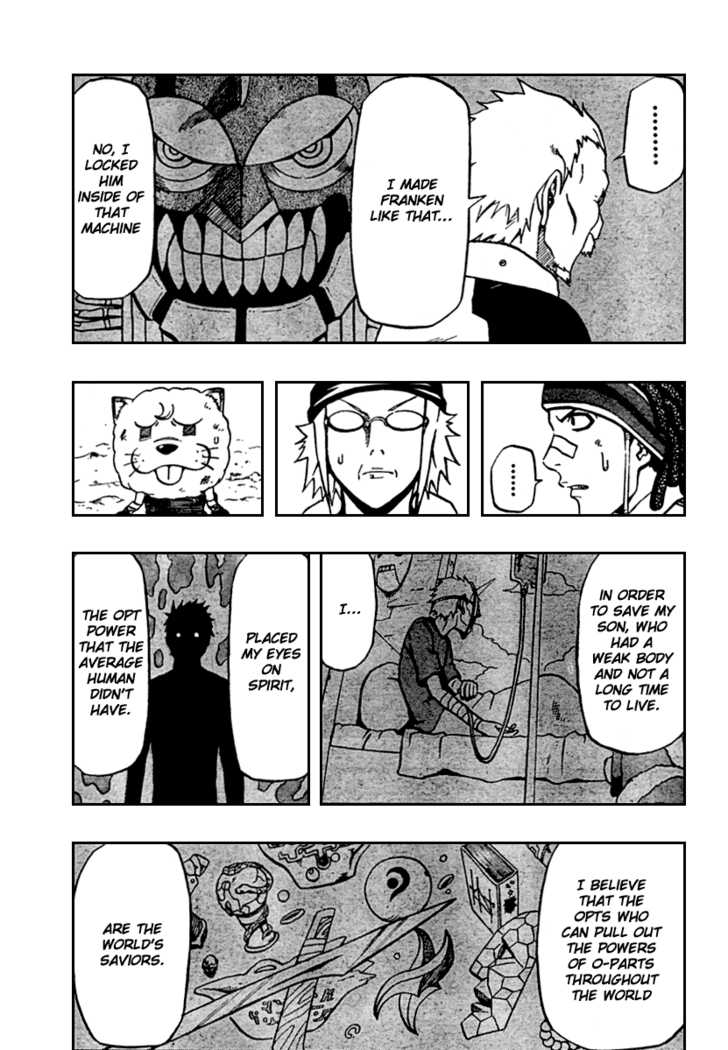 ........
I MADE
FRANKEN
LIKE THAT...
NO, I
LOCKED
HIM
INSIDE OF
THAT
MACHINE
....
IN ORDER
TO SAVE MY
SON, WHO
HAD A
WEAK BODY
AND NOT A
LONG TIME
TO LIVE.
I...
PLACED
MY EYES
ON
SPIRIT,
THE OPT
POWER
THAT THE
AVERAGE
HUMAN
DIDN'T
HAVE.
I BELIEVE
THAT THE
OPTS WHO
CAN PULL OUT
THE POWERS
OF O-PARTS
THROUGHOUT
THE WORLD
ARE THE
WORLD'S
SAVIORS.